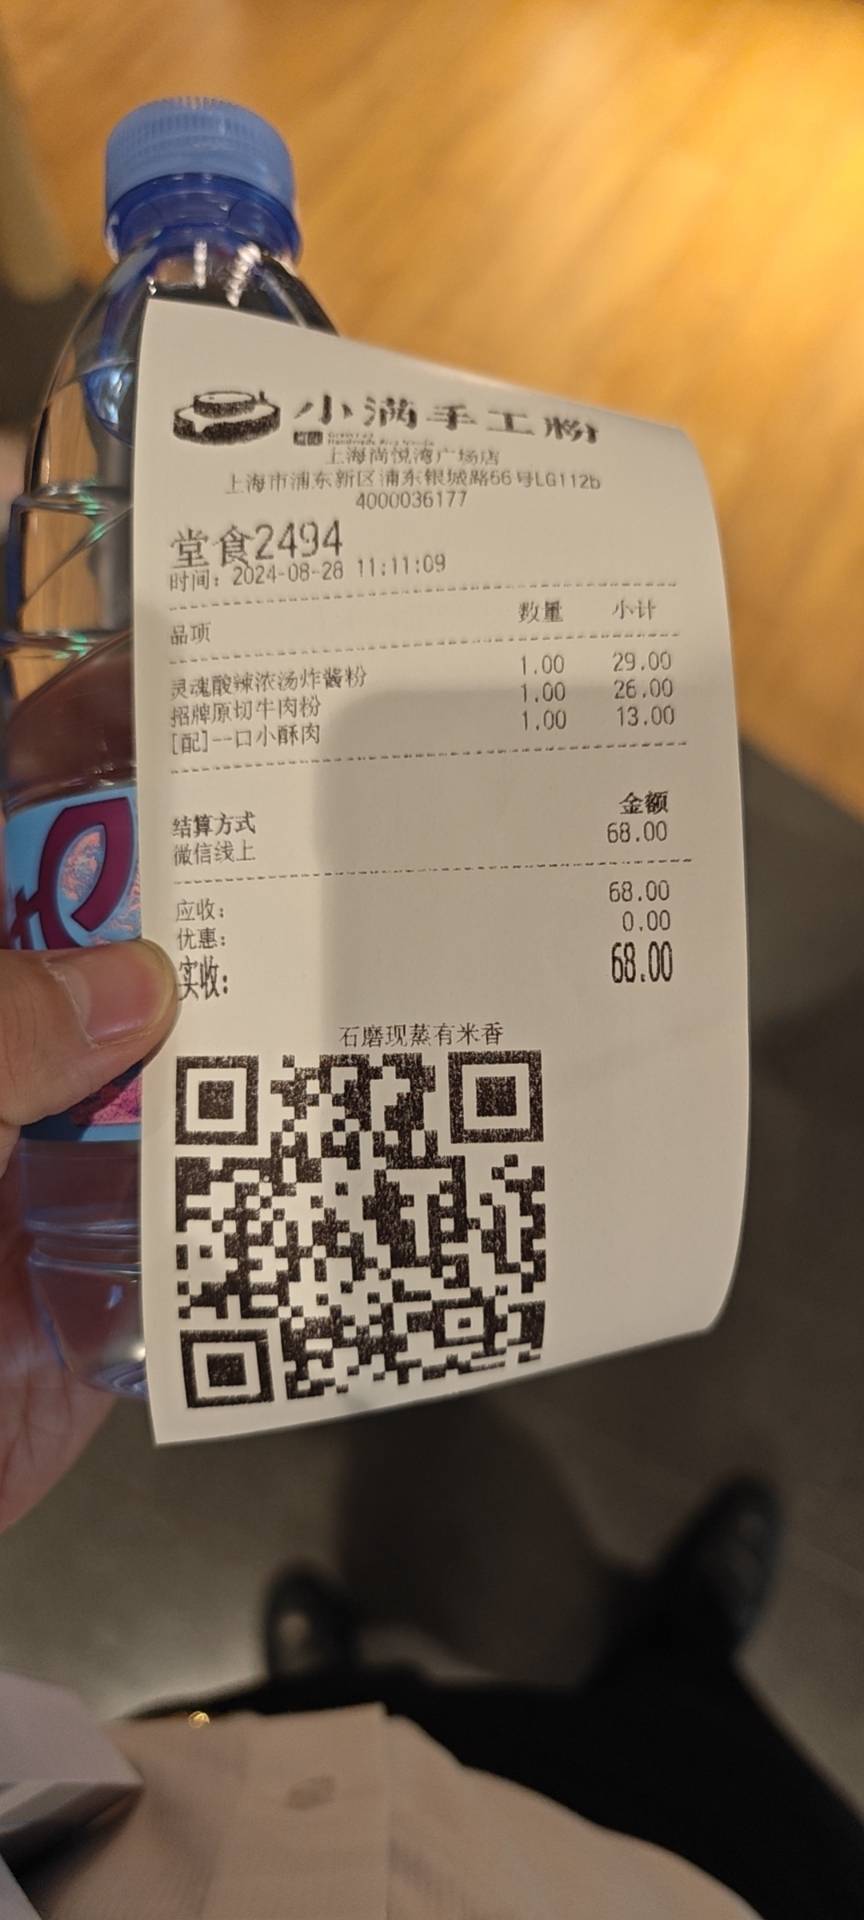 小满手工粉
上海尚悦湾广场店
上海市浦东新区浦东银城路66号LG112b
4000036177
堂食2494
时间：2024-08-28 11:11:09
品项 数量 小计
灵魂酸辣浓汤炸酱粉 1.00 29.00
招牌原切牛肉粉 1.00 26.00
[配]一口小酥肉 1.00 13.00
结算方式 金额
微信线上 68.00
应收： 68.00
优惠： 0.00
实收： 68.00
石磨现蒸有米香